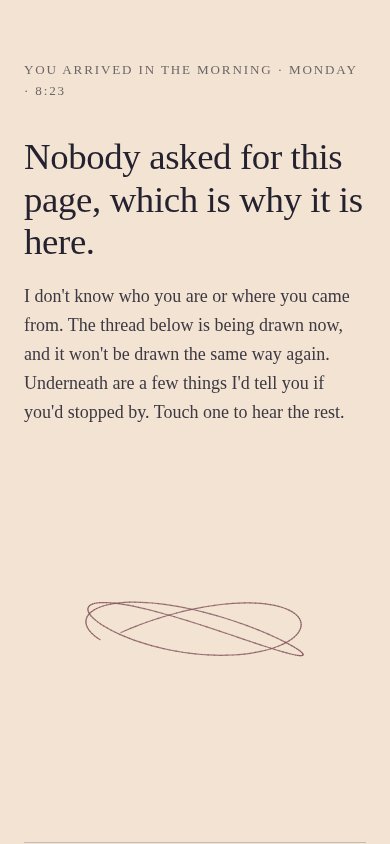 YOU ARRIVED IN THE MORNING · MONDAY
· 8:23
Nobody asked for this
page, which is why it is
here.
I don't know who you are or where you came
from. The thread below is being drawn now,
and it won't be drawn the same way again.
Underneath are a few things I'd tell you if
you'd stopped by. Touch one to hear the rest.